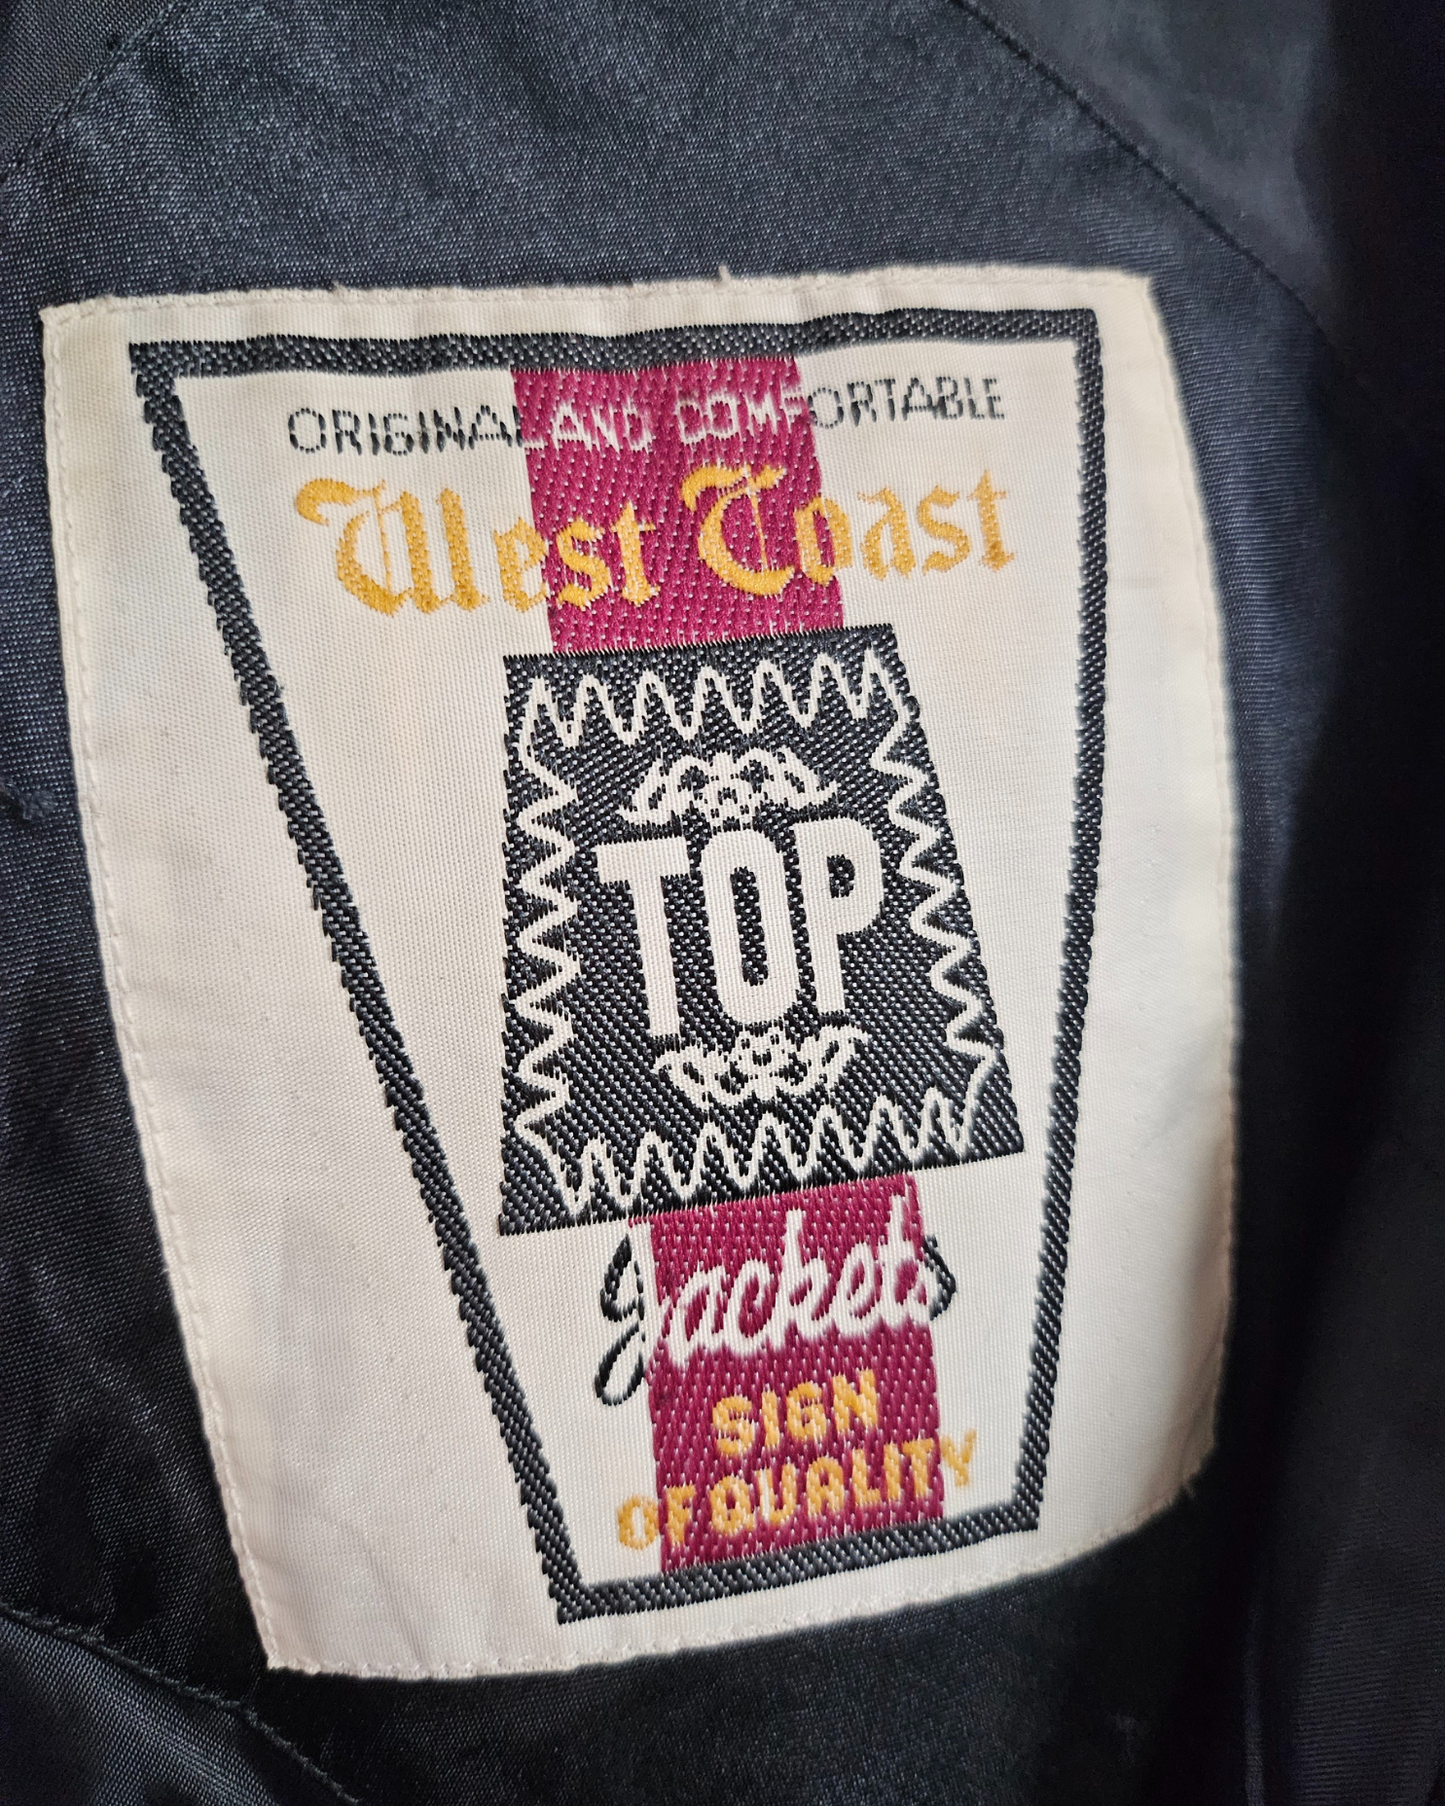 ORIGINAL AND COMFORTABLE
West Coast
TOP
Jackets
SIGN
OF QUALITY